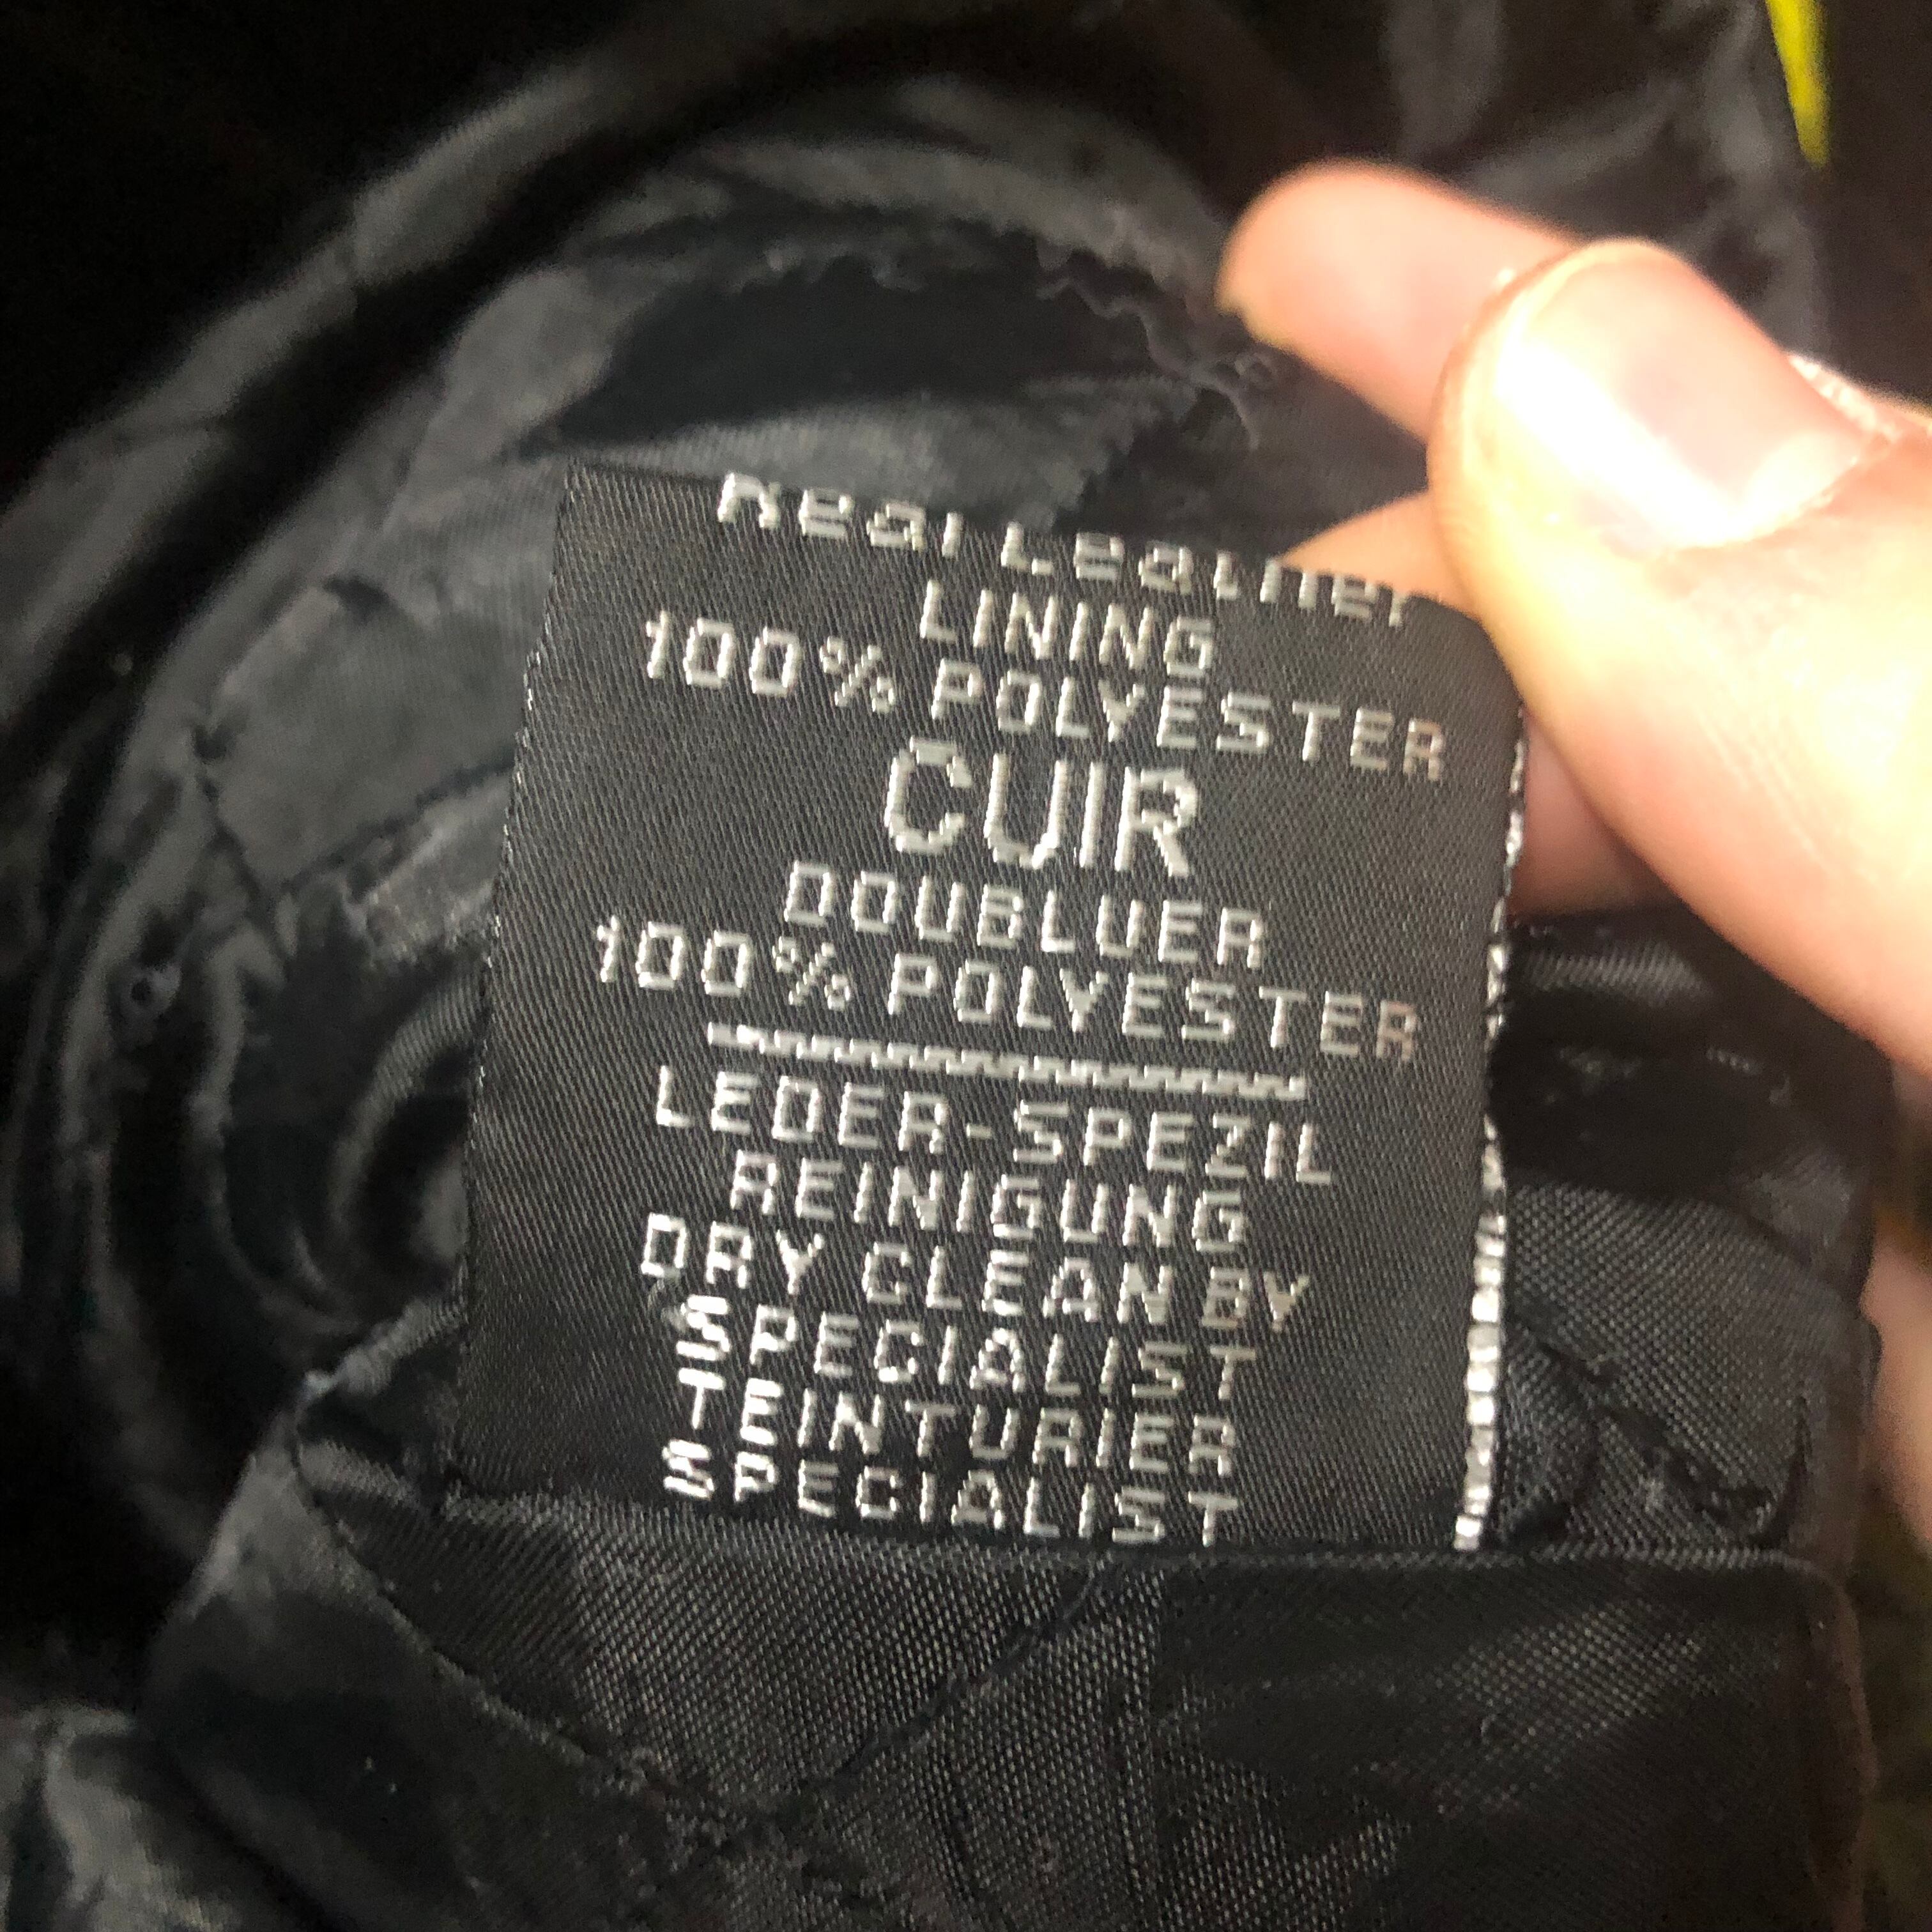 Real Leather
LINING
100% POLYESTER
CUIR
DOUBLUER
100% POLYESTER
LEDER-SPEZIL
REINIGUNG
DRY CLEAN BY
SPECIALIST
TEINTURIER
SPECIALIST